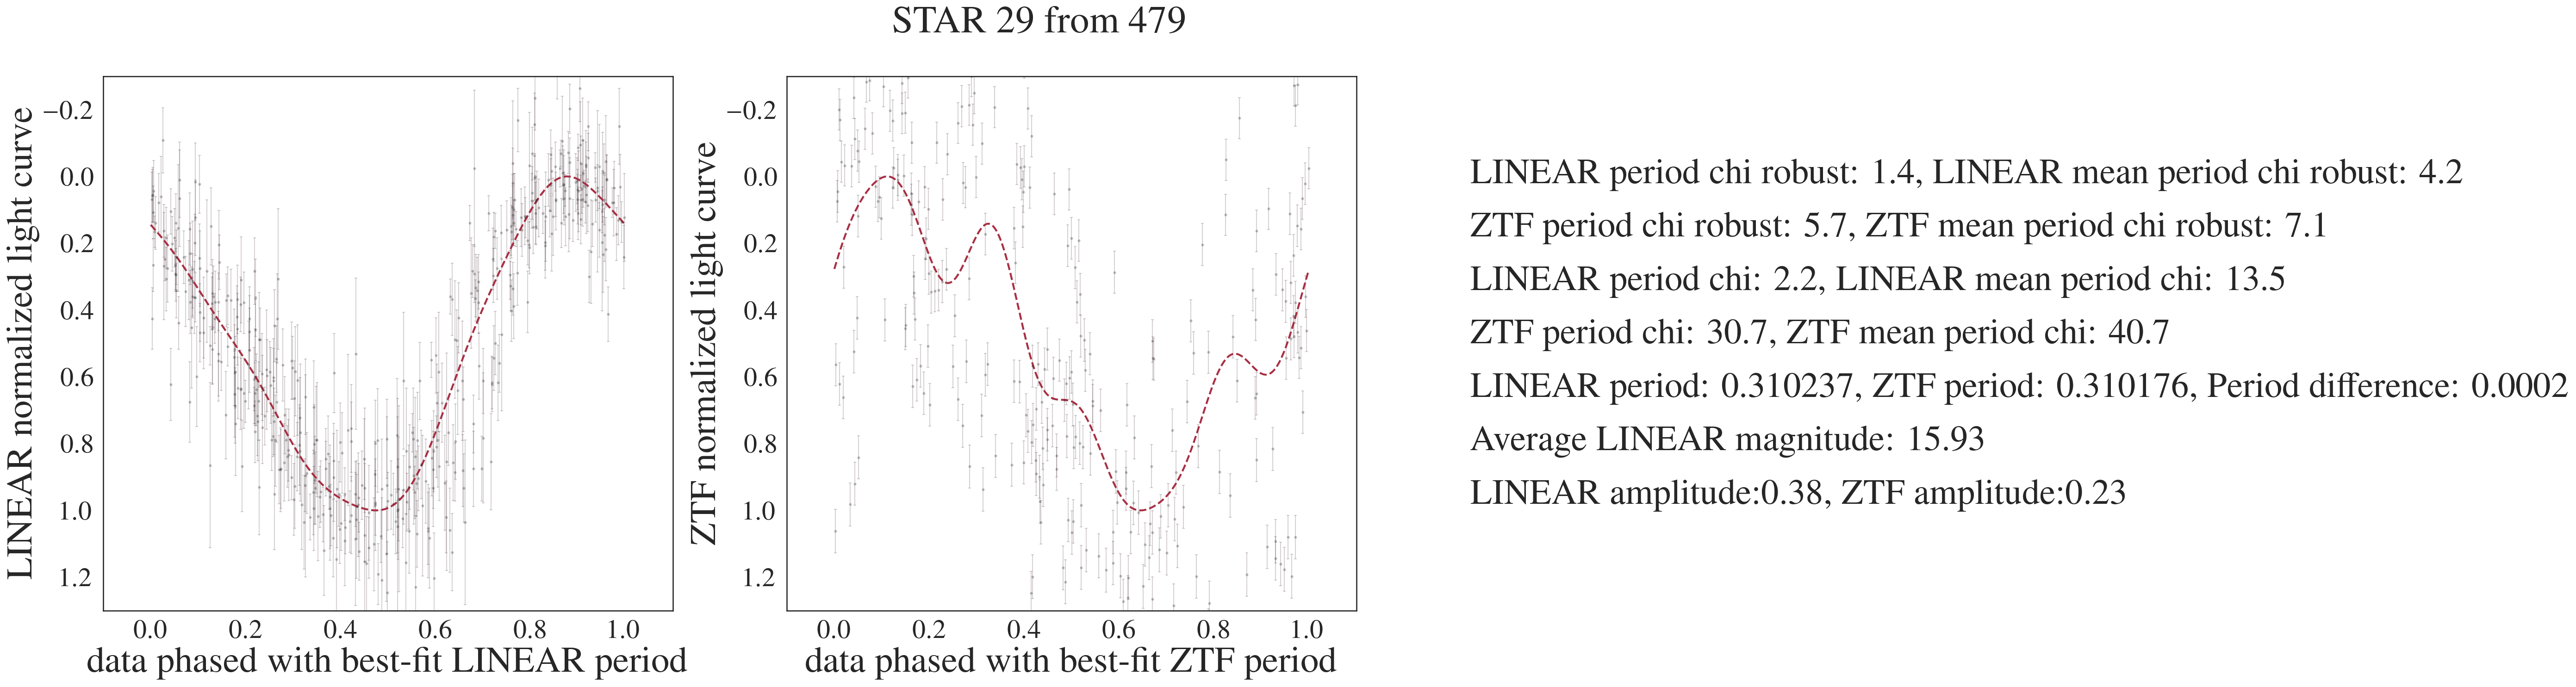 STAR 29 from 479
LINEAR normalized light curve
−0.2
0.0
0.2
0.4
0.6
0.8
1.0
1.2
0.0 0.2 0.4 0.6 0.8 1.0
data phased with best-fit LINEAR period
ZTF normalized light curve
−0.2
0.0
0.2
0.4
0.6
0.8
1.0
1.2
0.0 0.2 0.4 0.6 0.8 1.0
data phased with best-fit ZTF period
LINEAR period chi robust: 1.4, LINEAR mean period chi robust: 4.2
ZTF period chi robust: 5.7, ZTF mean period chi robust: 7.1
LINEAR period chi: 2.2, LINEAR mean period chi: 13.5
ZTF period chi: 30.7, ZTF mean period chi: 40.7
LINEAR period: 0.310237, ZTF period: 0.310176, Period difference: 0.0002
Average LINEAR magnitude: 15.93
LINEAR amplitude:0.38, ZTF amplitude:0.23